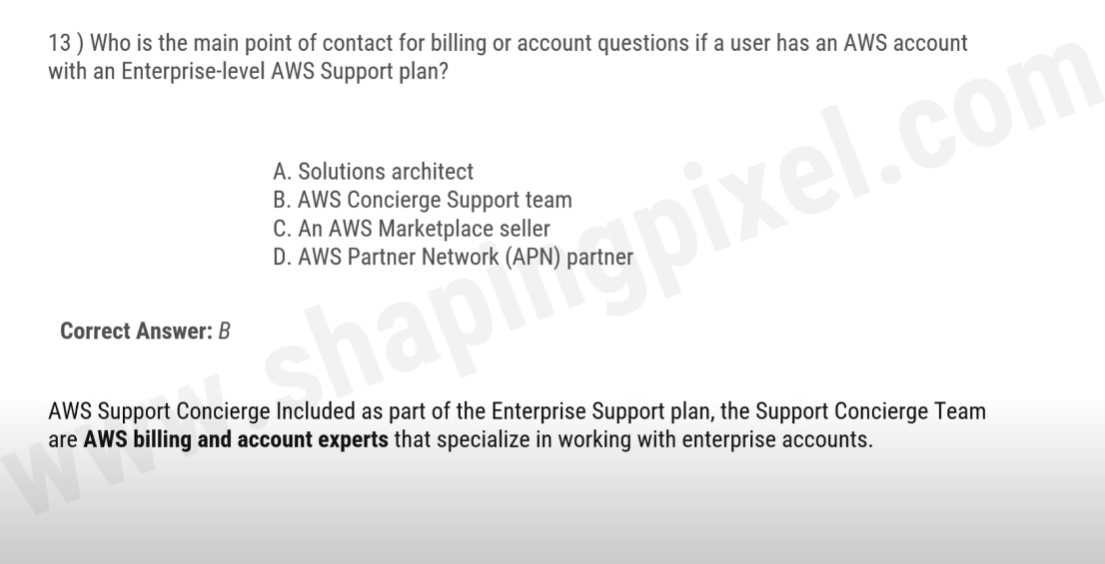 13 ) Who is the main point of contact for billing or account questions if a user has an AWS account
with an Enterprise-level AWS Support plan?
A. Solutions architect
B. AWS Concierge Support team
C. An AWS Marketplace seller
D. AWS Partner Network (APN) partner
Correct Answer: B
AWS Support Concierge Included as part of the Enterprise Support plan, the Support Concierge Team
are AWS billing and account experts that specialize in working with enterprise accounts.
www.shapingpixel.com